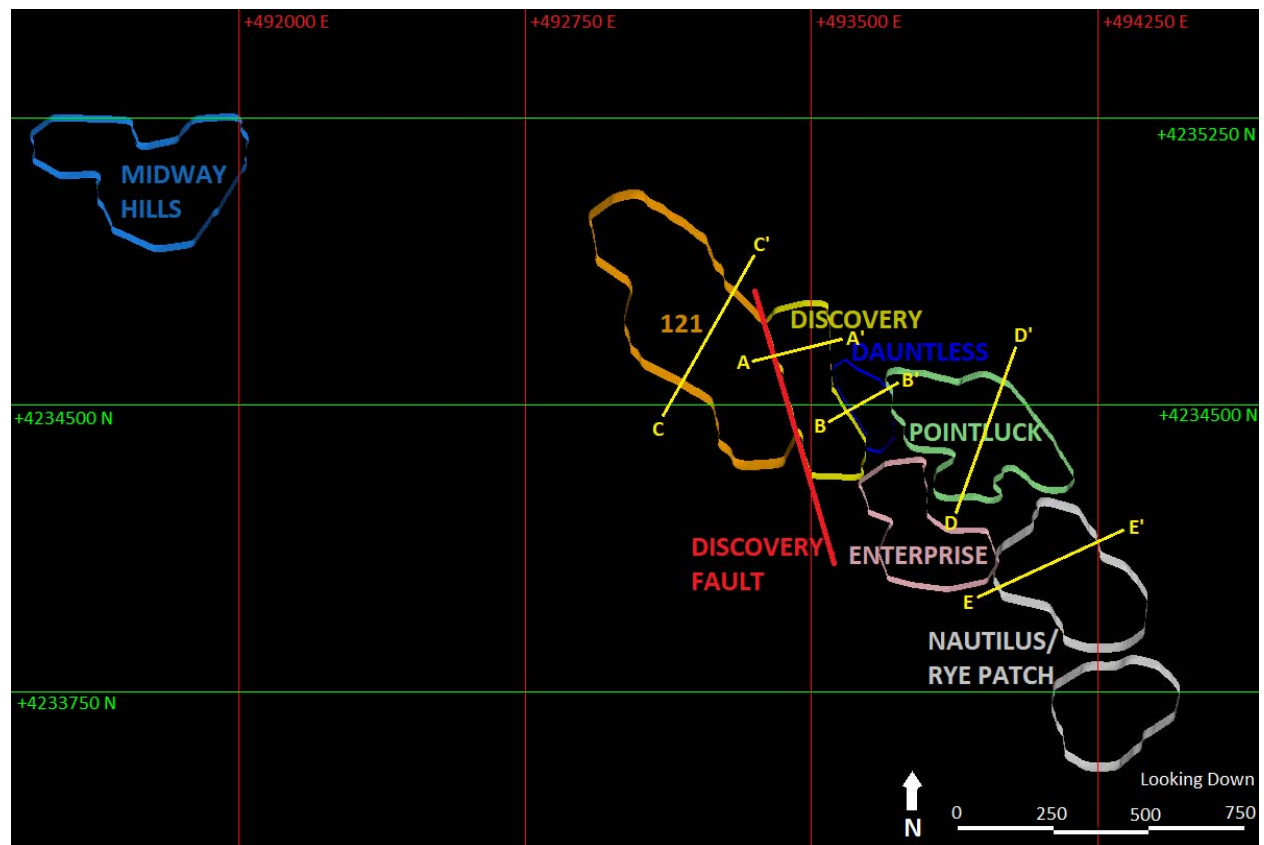 +492000 E
+492750 E
+493500 E
+494250 E
+4235250 N
MIDWAY
HILLS
C'
121
DISCOVERY
A'
A
DAUNTLESS
D'
B'
+4234500 N
+4234500 N
B
C
POINTLUCK
D
DISCOVERY
FAULT
ENTERPRISE
E'
E
NAUTILUS/
RYE PATCH
+4233750 N
Looking Down
N
0
250
500
750